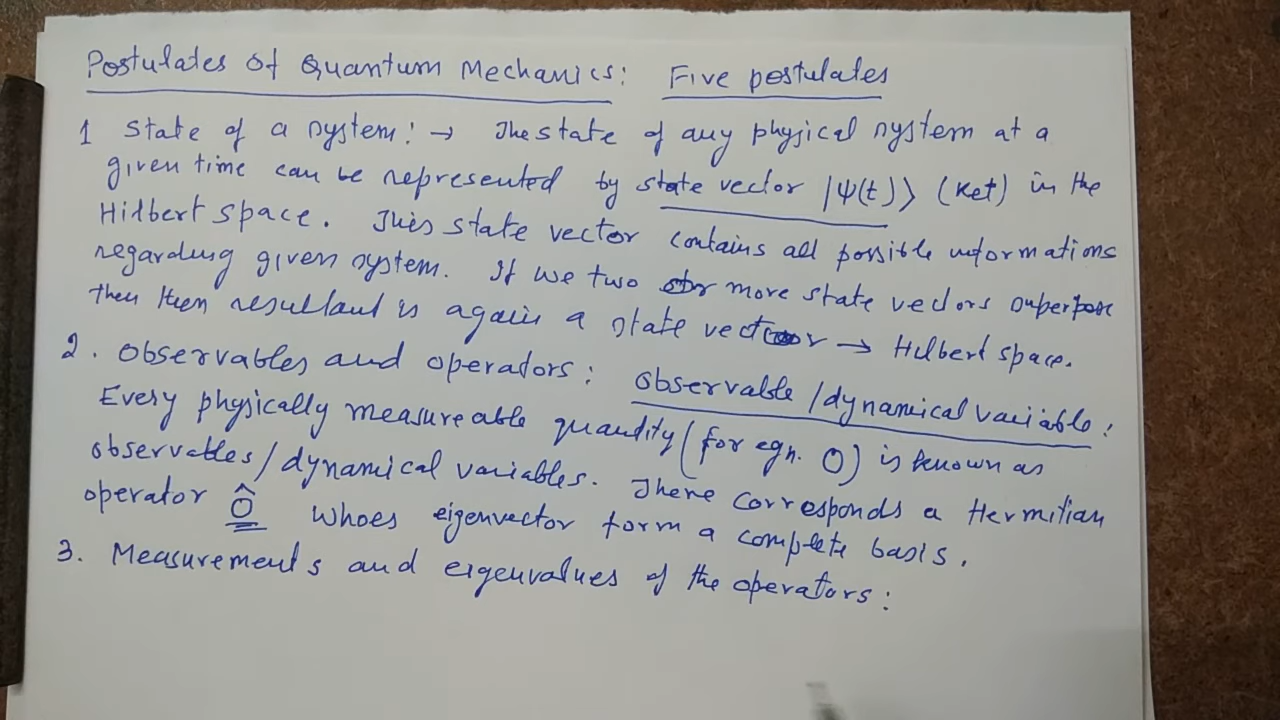 Postulates of Quantum Mechanics: Five postulates
1 State of a system: → The state of any physical system at a
given time can be represented by state vector |ψ(t)⟩ (Ket) in the
Hilbert space. This state vector contains all possible informations
regarding given system. If we two or more state vectors superpose
then then resultant is again a state vector → Hilbert space.
2. Observables and operators: Observable/dynamical variable:
Every physically measureable quantity (for egn. O) is known as
observables/dynamical variables. There corresponds a Hermitian
operator Ô whoes eigenvector form a complete basis.
3. Measurements and eigenvalues of the operators: